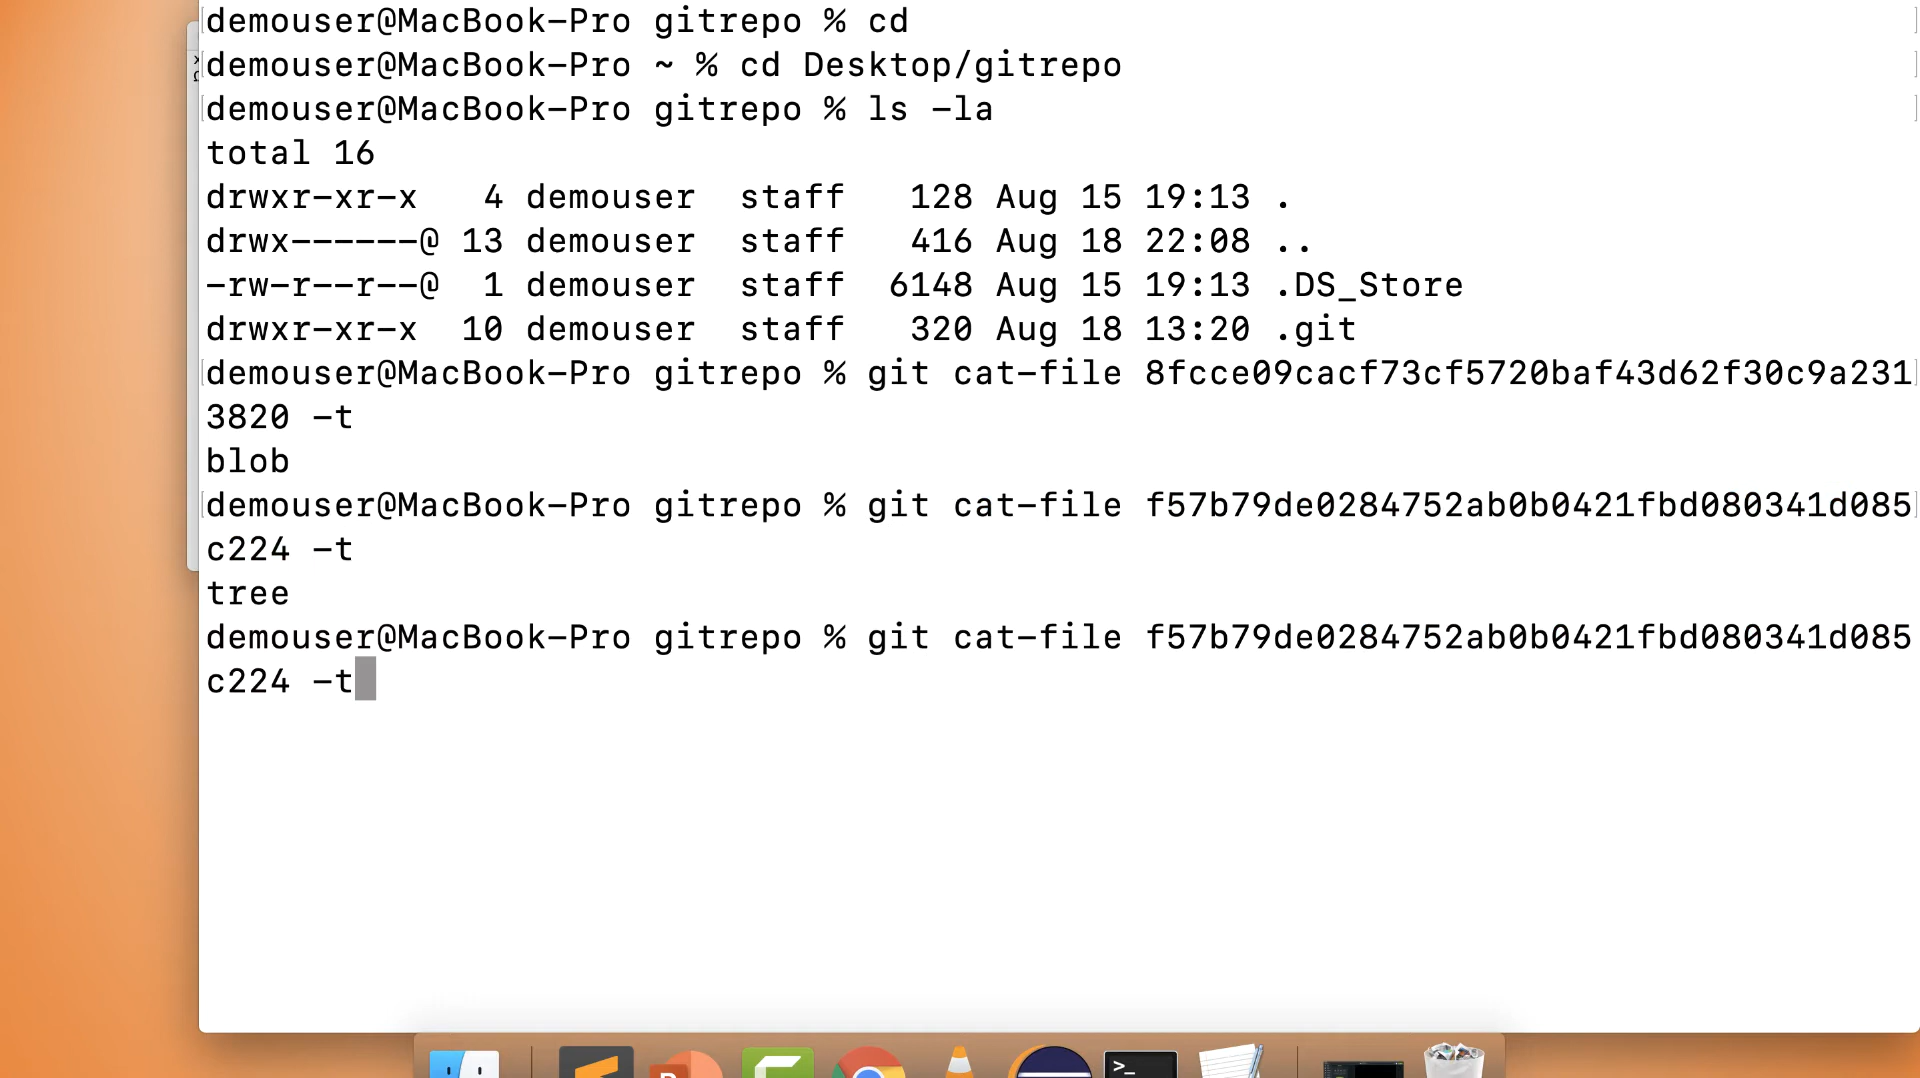 demouser@MacBook-Pro gitrepo % cd
demouser@MacBook-Pro ~ % cd Desktop/gitrepo
demouser@MacBook-Pro gitrepo % ls -la
total 16
drwxr-xr-x   4 demouser  staff   128 Aug 15 19:13 .
drwx------@ 13 demouser  staff   416 Aug 18 22:08 ..
-rw-r--r--@  1 demouser  staff  6148 Aug 15 19:13 .DS_Store
drwxr-xr-x  10 demouser  staff   320 Aug 18 13:20 .git
demouser@MacBook-Pro gitrepo % git cat-file 8fcce09cacf73cf5720baf43d62f30c9a231
3820 -t
blob
demouser@MacBook-Pro gitrepo % git cat-file f57b79de0284752ab0b0421fbd080341d085
c224 -t
tree
demouser@MacBook-Pro gitrepo % git cat-file f57b79de0284752ab0b0421fbd080341d085
c224 -t
>_